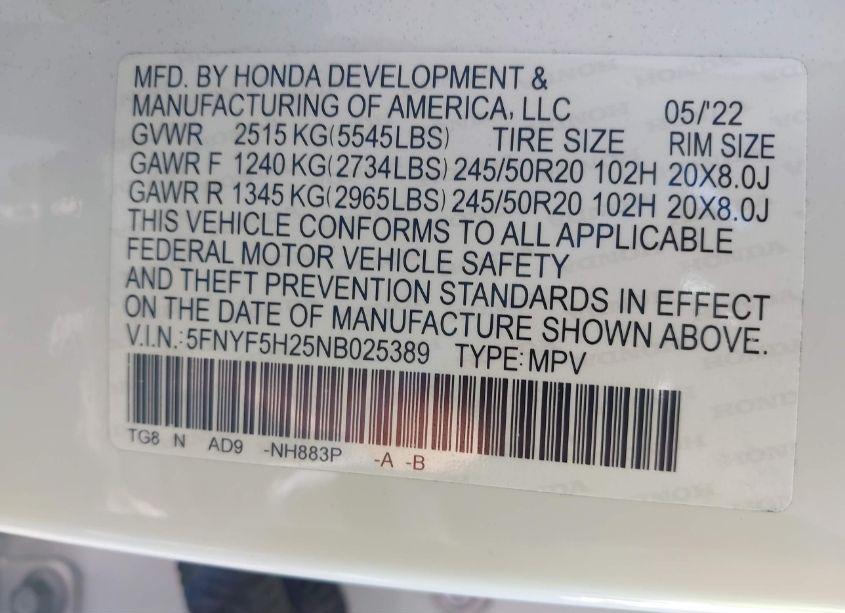 MFD. BY HONDA DEVELOPMENT &
MANUFACTURING OF AMERICA, LLC 05/'22
GVWR 2515 KG(5545LBS) TIRE SIZE RIM SIZE
GAWR F 1240 KG(2734LBS) 245/50R20 102H 20X8.0J
GAWR R 1345 KG(2965LBS) 245/50R20 102H 20X8.0J
THIS VEHICLE CONFORMS TO ALL APPLICABLE
FEDERAL MOTOR VEHICLE SAFETY
AND THEFT PREVENTION STANDARDS IN EFFECT
ON THE DATE OF MANUFACTURE SHOWN ABOVE.
V.I.N.:5FNYF5H25NB025389 TYPE:MPV
TG8 N AD9 -NH883P -A -B